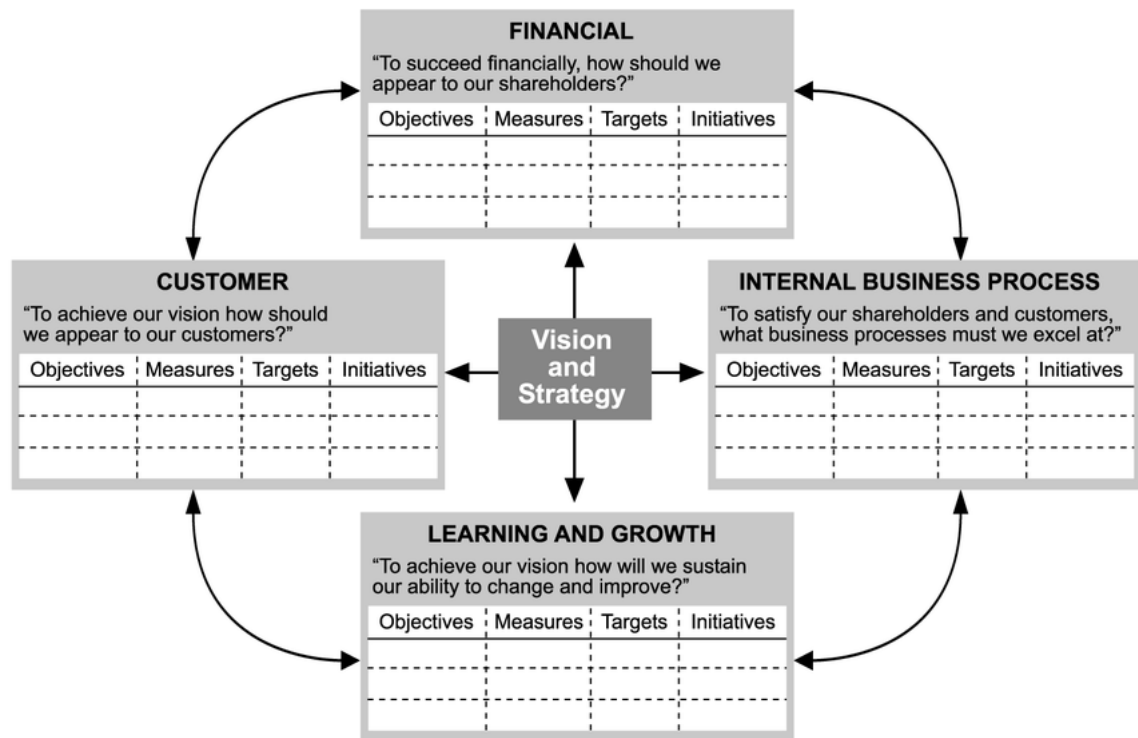 FINANCIAL
“To succeed financially, how should we
appear to our shareholders?”
Objectives Measures Targets Initiatives
CUSTOMER
“To achieve our vision how should
we appear to our customers?”
Objectives Measures Targets Initiatives
Vision
and
Strategy
INTERNAL BUSINESS PROCESS
“To satisfy our shareholders and customers,
what business processes must we excel at?”
Objectives Measures Targets Initiatives
LEARNING AND GROWTH
“To achieve our vision how will we sustain
our ability to change and improve?”
Objectives Measures Targets Initiatives